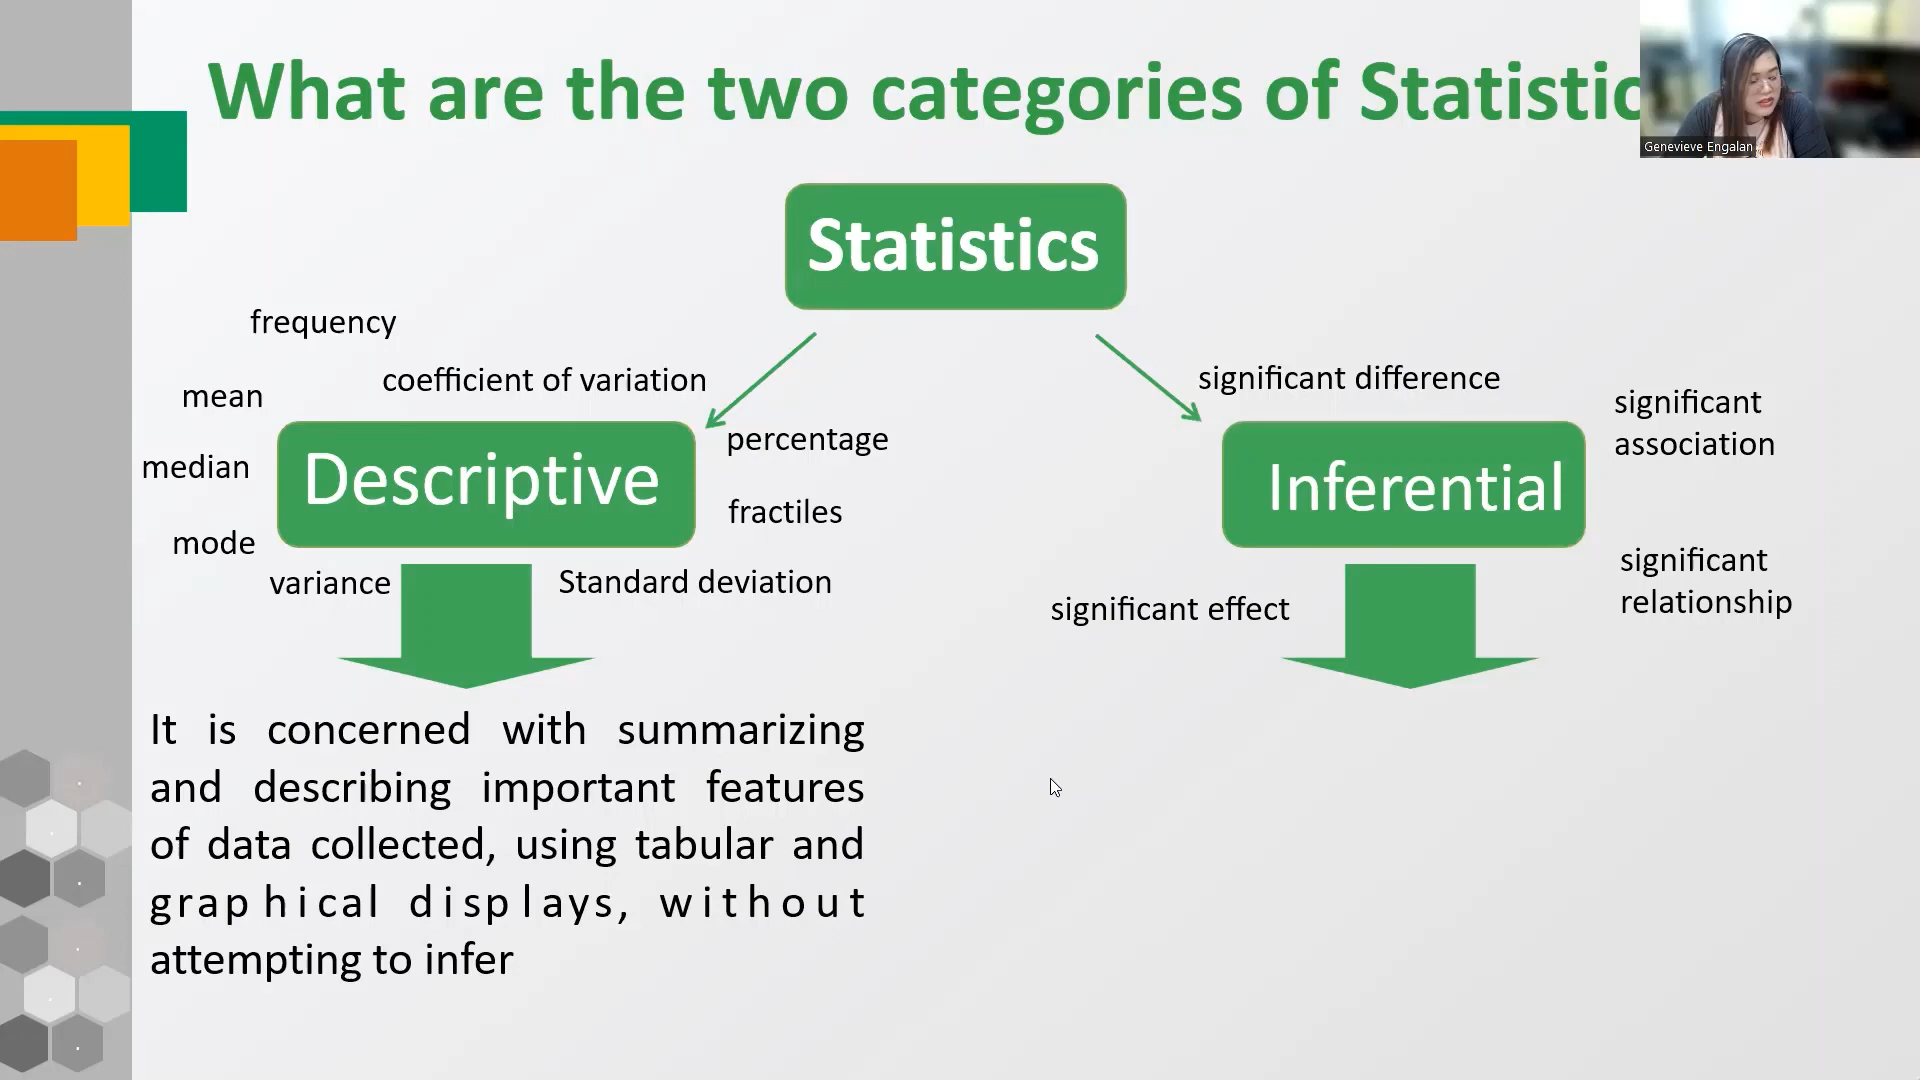 What are the two categories of Statistic
Genevieve Engalan
Statistics
frequency
coefficient of variation
mean
median
mode
variance
Descriptive
percentage
fractiles
Standard deviation
significant difference
significant
association
Inferential
significant
relationship
significant effect
It is concerned with summarizing
and describing important features
of data collected, using tabular and
graphical displays, without
attempting to infer